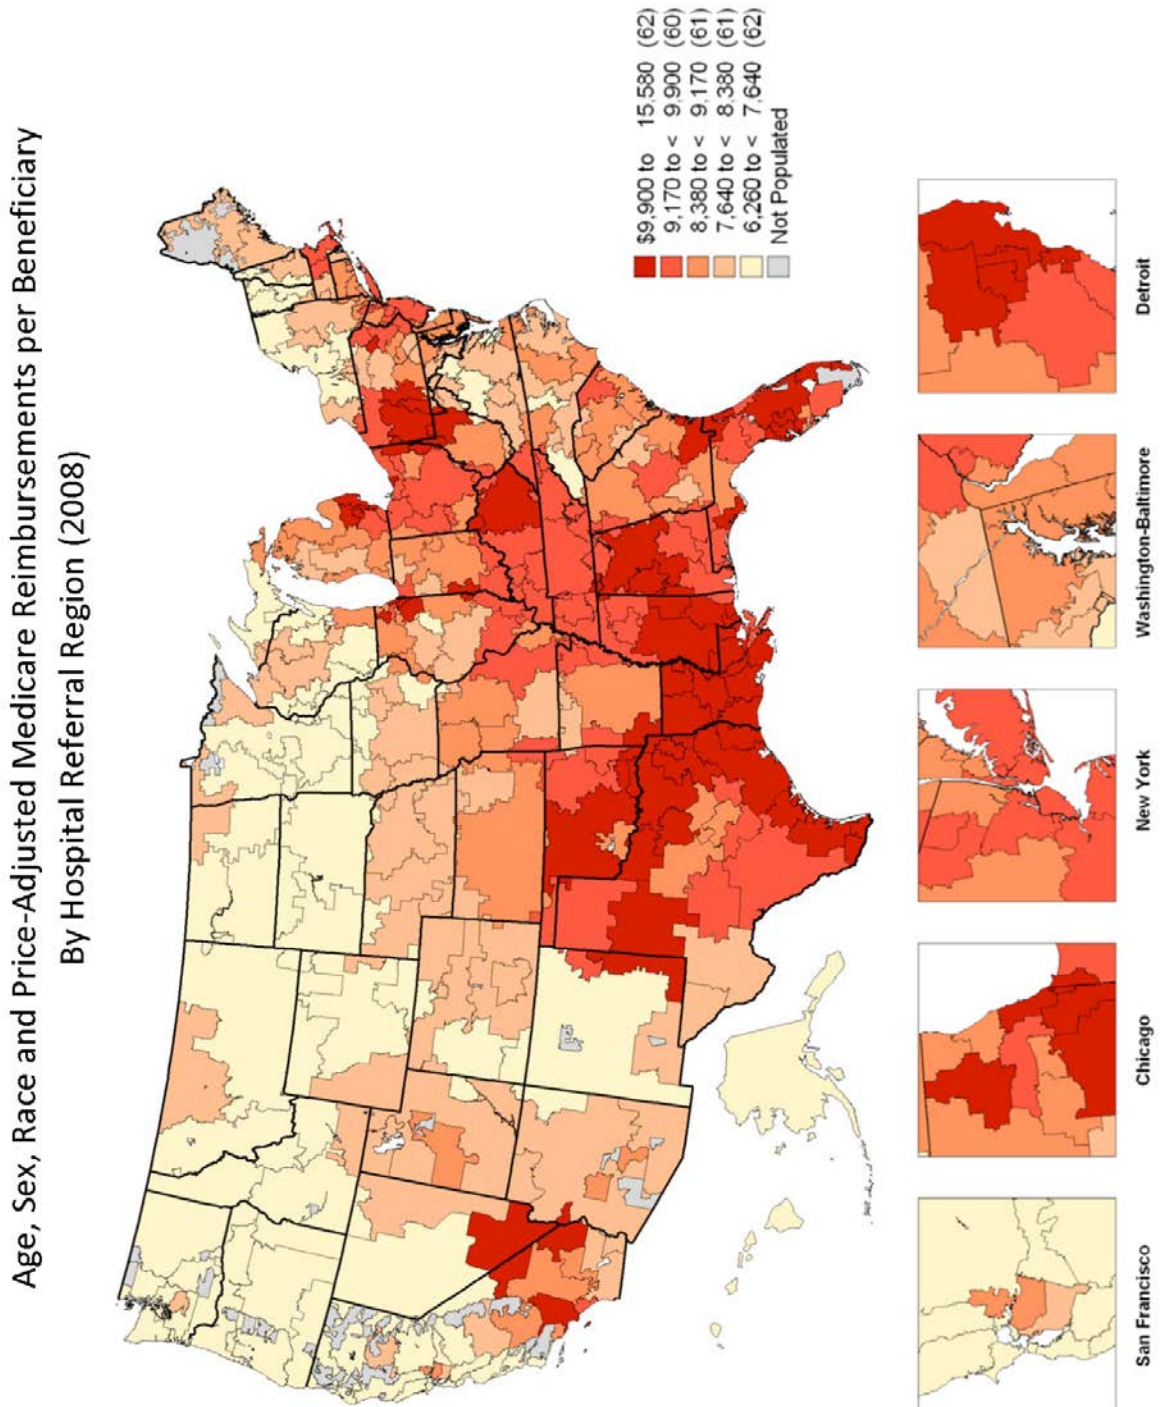 Age, Sex, Race and Price-Adjusted Medicare Reimbursements per Beneficiary
By Hospital Referral Region (2008)
$9,900 to 15,580 (62)
9,170 to < 9,900 (60)
8,380 to < 9,170 (61)
7,640 to < 8,380 (61)
6,260 to < 7,640 (62)
Not Populated
San Francisco
Chicago
New York
Washington-Baltimore
Detroit